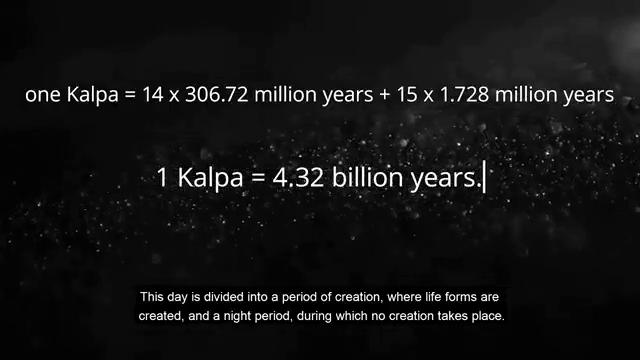 one Kalpa = 14 x 306.72 million years + 15 x 1.728 million years
1 Kalpa = 4.32 billion years.
This day is divided into a period of creation, where life forms are
created, and a night period, during which no creation takes place.